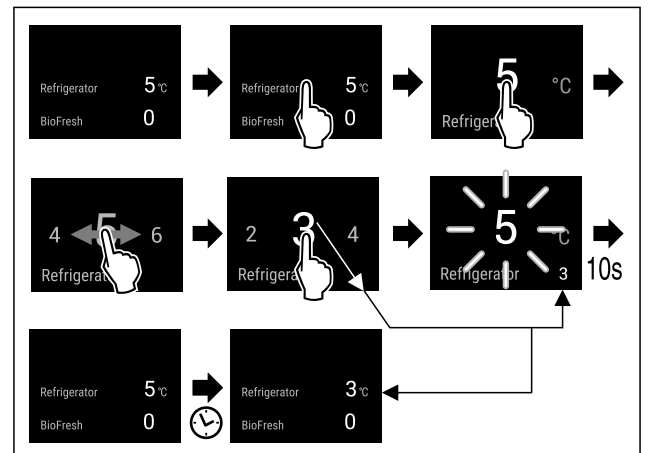 Refrigerator 5 °C
BioFresh 0
Refrigerator 5 °C
BioFresh 0
5 °C
Refriger
4 5 6
Refrigerat
2 3 4
Refrigera
5 °C
Refrigerator 3
10s
Refrigerator 5 °C
BioFresh 0
Refrigerator 3 °C
BioFresh 0